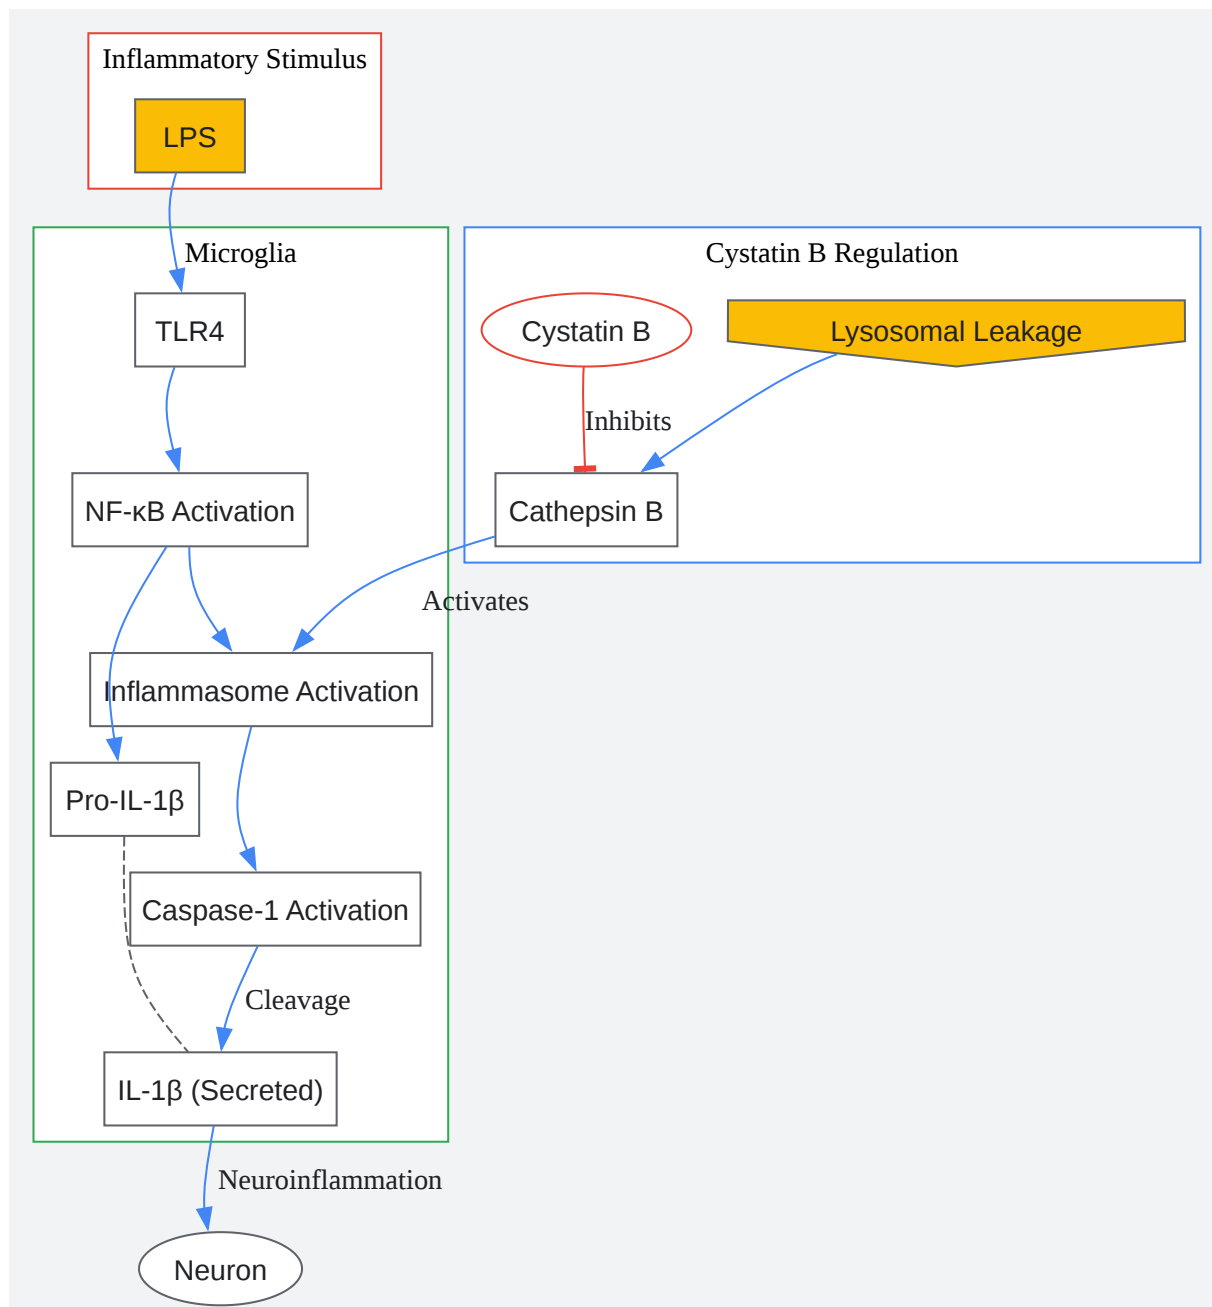 Inflammatory Stimulus
LPS
Microglia
Cystatin B Regulation
TLR4
Cystatin B
Lysosomal Leakage
Inhibits
NF-κB Activation
Cathepsin B
Activates
Inflammasome Activation
Pro-IL-1β
Caspase-1 Activation
Cleavage
IL-1β (Secreted)
Neuroinflammation
Neuron